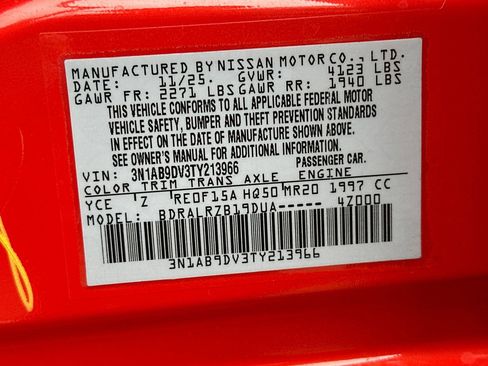 MANUFACTURED BY NISSAN MOTOR CO., LTD.
DATE: 11/25. GVWR: 4123 LBS
GAWR FR: 2271 LBS GAWR RR: 1940 LBS
THIS VEHICLE CONFORMS TO ALL APPLICABLE FEDERAL MOTOR
VEHICLE SAFETY, BUMPER AND THEFT PREVENTION STANDARDS
IN EFFECT ON THE DATE OF MANUFACTURE SHOWN ABOVE.
SEE OWNER'S MANUAL FOR ADDITIONAL INFORMATION.
VIN: 3N1AB9DV3TY213966 PASSENGER CAR.
COLOR TRIM TRANS AXLE ENGINE
YCE Z RE0F15A HQ50 MR20 1997 CC
BDRALRZB19DUA----- 4Z000
3N1AB9DV3TY213966